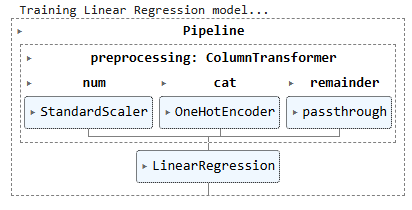 Training Linear Regression model...
Pipeline
preprocessing: ColumnTransformer
num cat remainder
StandardScaler OneHotEncoder passthrough
LinearRegression